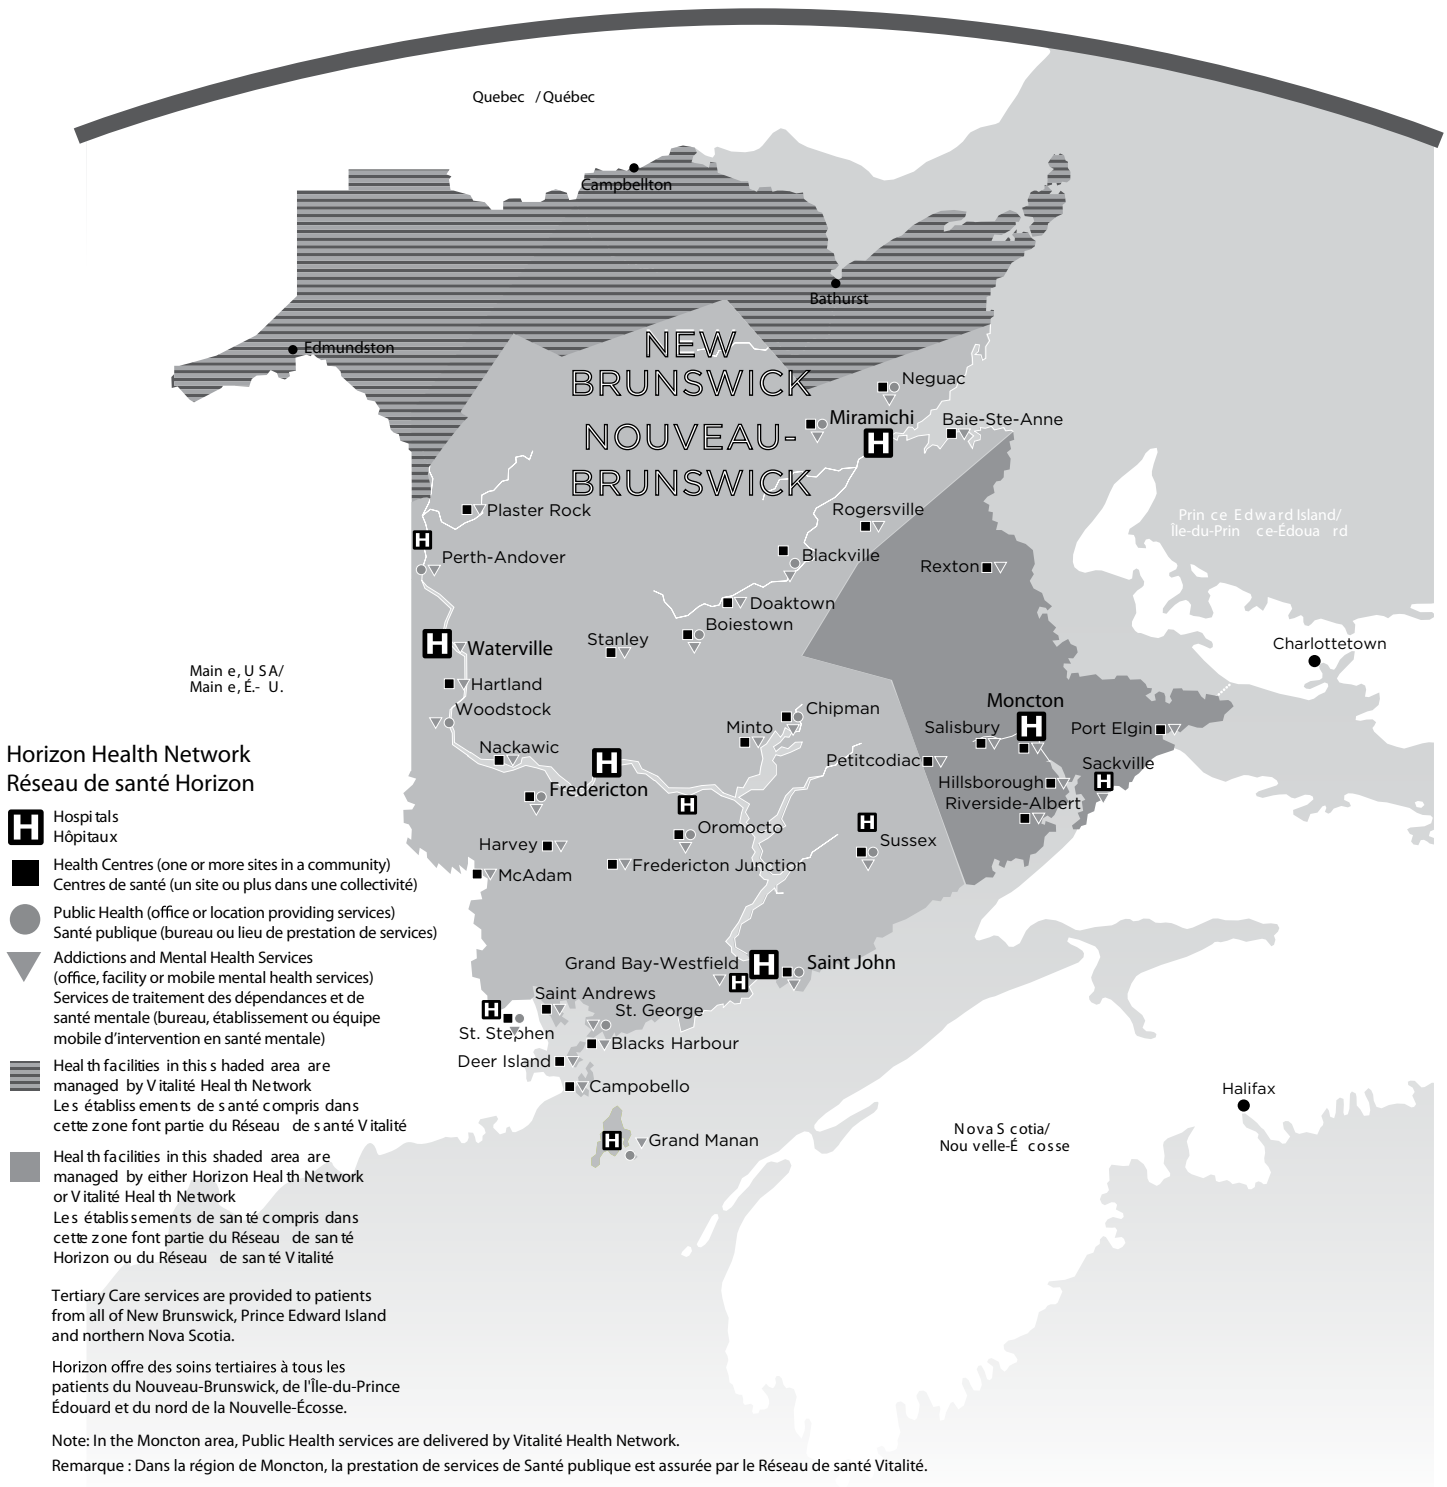 Quebec / Québec
Campbellton
Bathurst
Edmundston
NEW
BRUNSWICK
NOUVEAU-
BRUNSWICK
Neguac
Miramichi
Baie-Ste-Anne
H
Plaster Rock
Rogersville
Prin ce Edward Island/
Île-du-Prin ce-Édoua rd
H
Perth-Andover
Blackville
Rexton
Doaktown
Boiestown
Stanley
H
Waterville
Charlottetown
Main e, U SA/
Main e, É.- U.
Hartland
Woodstock
Chipman
Moncton
H
Minto
Salisbury
Port Elgin
Nackawic
H
Petitcodiac
Sackville
H
Fredericton
Hillsborough
Riverside-Albert
H
Oromocto
H
Sussex
Harvey
Fredericton Junction
McAdam
Grand Bay-Westfield
H
H
Saint John
Saint Andrews
H
St. George
St. Stephen
Blacks Harbour
Deer Island
Campobello
Halifax
H
Grand Manan
Nova S cotia/
Nou velle-É cosse
Horizon Health Network
Réseau de santé Horizon
H
Hospitals
Hôpitaux
Health Centres (one or more sites in a community)
Centres de santé (un site ou plus dans une collectivité)
Public Health (office or location providing services)
Santé publique (bureau ou lieu de prestation de services)
Addictions and Mental Health Services
(office, facility or mobile mental health services)
Services de traitement des dépendances et de
santé mentale (bureau, établissement ou équipe
mobile d'intervention en santé mentale)
Health facilities in this shaded area are
managed by Vitalité Health Network
Les établissements de santé compris dans
cette zone font partie du Réseau de santé Vitalité
Health facilities in this shaded area are
managed by either Horizon Health Network
or Vitalité Health Network
Les établissements de santé compris dans
cette zone font partie du Réseau de santé
Horizon ou du Réseau de santé Vitalité
Tertiary Care services are provided to patients
from all of New Brunswick, Prince Edward Island
and northern Nova Scotia.
Horizon offre des soins tertiaires à tous les
patients du Nouveau-Brunswick, de l'Île-du-Prince
Édouard et du nord de la Nouvelle-Écosse.
Note: In the Moncton area, Public Health services are delivered by Vitalité Health Network.
Remarque : Dans la région de Moncton, la prestation de services de Santé publique est assurée par le Réseau de santé Vitalité.